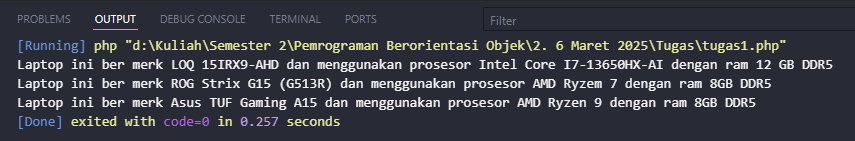 PROBLEMS OUTPUT DEBUG CONSOLE TERMINAL PORTS Filter
[Running] php "d:\Kuliah\Semester 2\Pemrograman Berorientasi Objek\2. 6 Maret 2025\Tugas\tugas1.php"
Laptop ini ber merk LOQ 15IRX9-AHD dan menggunakan prosesor Intel Core I7-13650HX-AI dengan ram 12 GB DDR5
Laptop ini ber merk ROG Strix G15 (G513R) dan menggunakan prosesor AMD Ryzem 7 dengan ram 8GB DDR5
Laptop ini ber merk Asus TUF Gaming A15 dan menggunakan prosesor AMD Ryzen 9 dengan ram 8GB DDR5
[Done] exited with code=0 in 0.257 seconds